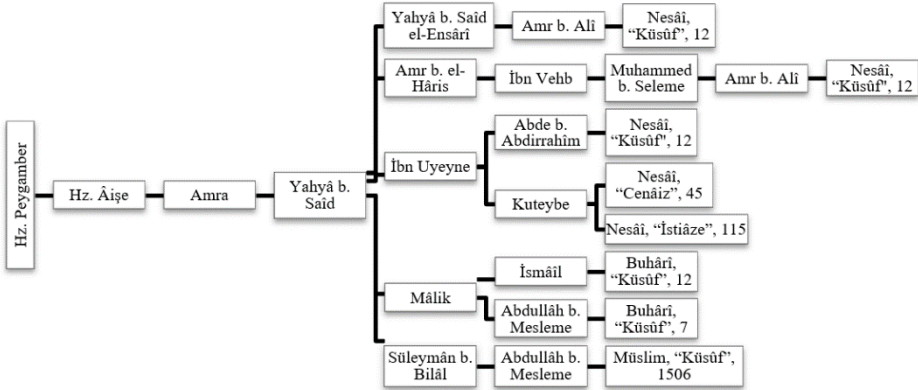 Hz. Peygamber
Hz. Âişe
Amra
Yahyâ b.
Saîd
Yahyâ b. Saîd
el-Ensârî
Amr b. Alî
Nesâî,
“Küsûf”, 12
Amr b. el-
Hâris
İbn Vehb
Muhammed
b. Seleme
Amr b. Alî
Nesâî,
“Küsûf", 12
İbn Uyeyne
Abde b.
Abdirrahîm
Nesâî,
“Küsûf", 12
Kuteybe
Nesâî,
“Cenâiz”, 45
Nesâî, “İstiâze”, 115
Mâlik
İsmâîl
Buhârî,
“Küsûf”, 12
Abdullâh b.
Mesleme
Buhârî,
“Küsûf”, 7
Süleymân b.
Bilâl
Abdullâh b.
Mesleme
Müslim, “Küsûf”,
1506